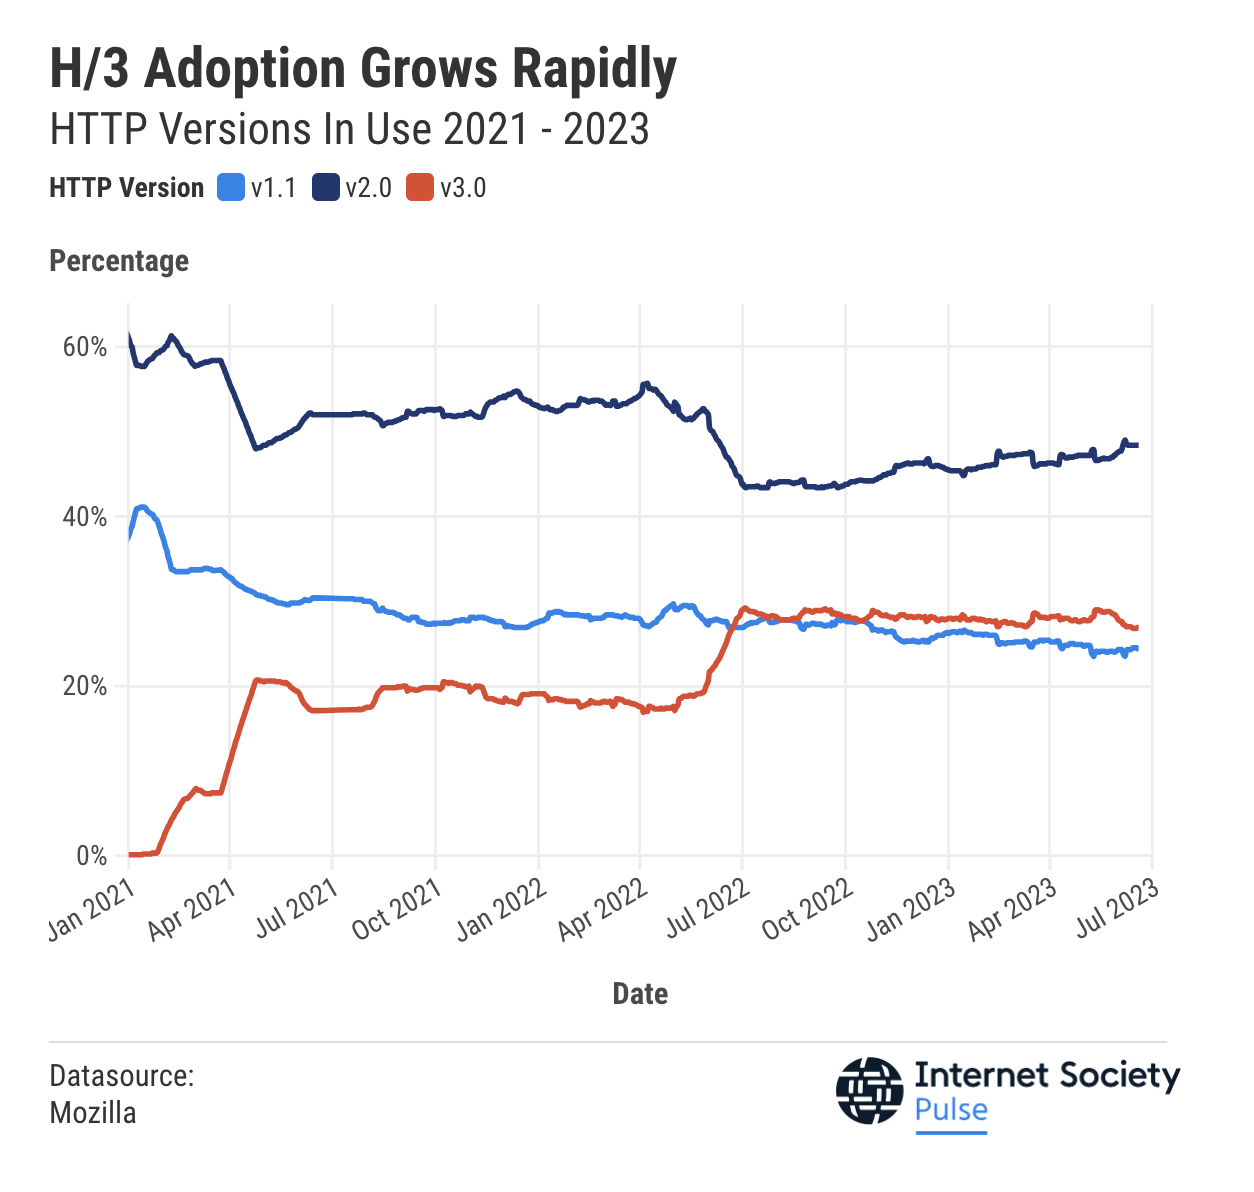 H/3 Adoption Grows Rapidly
HTTP Versions In Use 2021 - 2023
HTTP Version v1.1 v2.0 v3.0
Percentage
60%
40%
20%
0%
Jan 2021 Apr 2021 Jul 2021 Oct 2021 Jan 2022 Apr 2022 Jul 2022 Oct 2022 Jan 2023 Apr 2023 Jul 2023
Date
Datasource:
Mozilla
Internet Society
Pulse